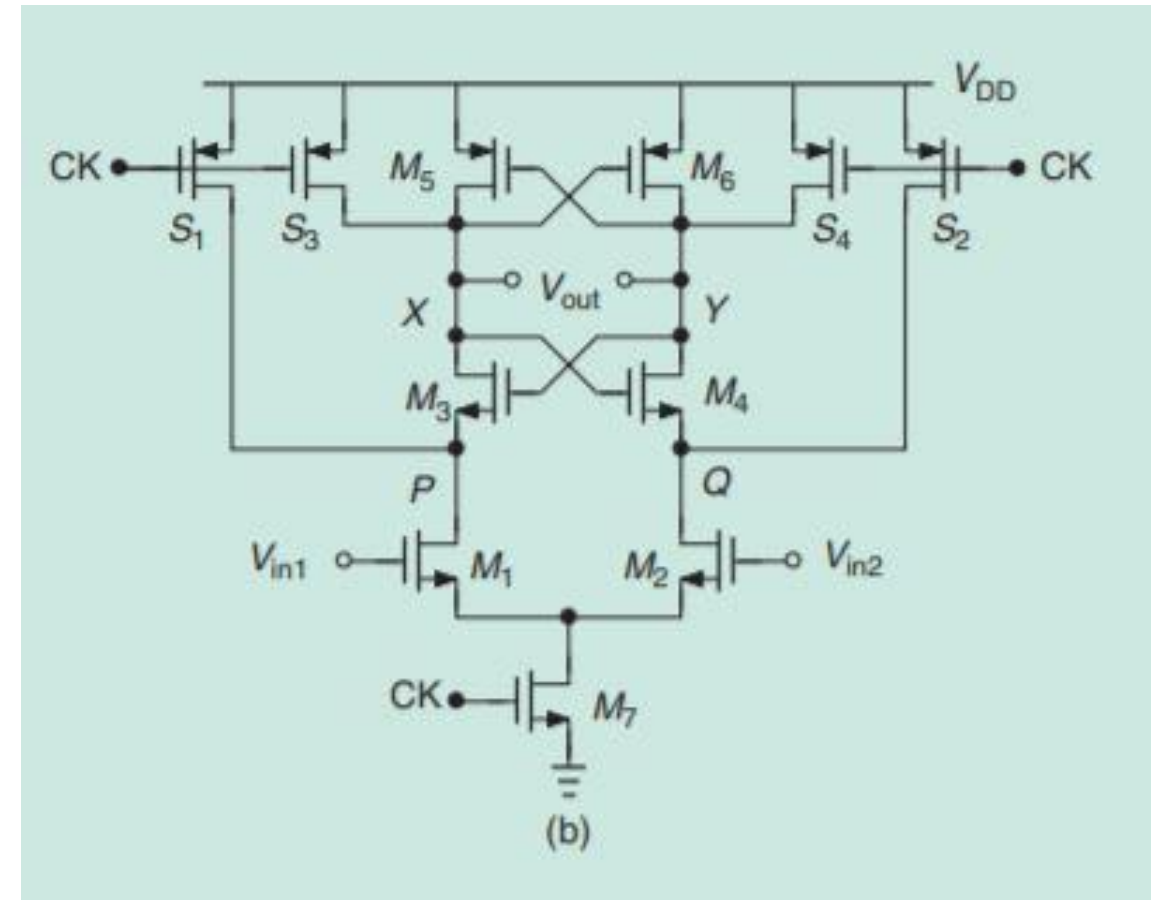 V_DD
CK
CK
M_5
M_6
S_1
S_3
S_4
S_2
V_out
X
Y
M_3
M_4
P
Q
V_in1
M_1
M_2
V_in2
CK
M_7
(b)